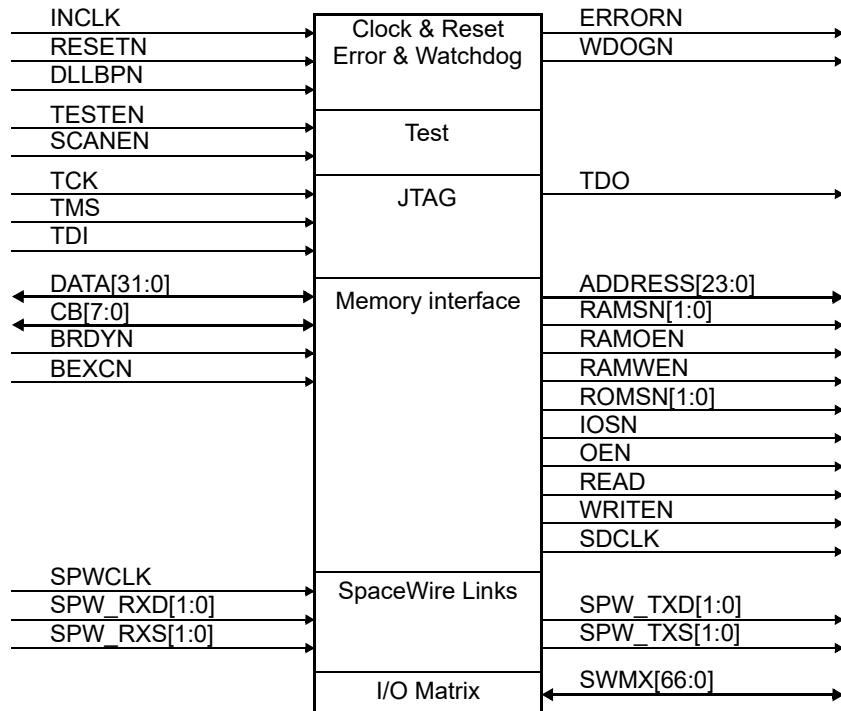 INCLK
RESETN
DLLBPN
Clock & Reset
Error & Watchdog
ERRORN
WDOGN
TESTEN
SCANEN
Test
TCK
TMS
TDI
JTAG
TDO
DATA[31:0]
CB[7:0]
BRDYN
BEXCN
Memory interface
ADDRESS[23:0]
RAMSN[1:0]
RAMOEN
RAMWEN
ROMSN[1:0]
IOSN
OEN
READ
WRITEN
SDCLK
SPWCLK
SPW_RXD[1:0]
SPW_RXS[1:0]
SpaceWire Links
SPW_TXD[1:0]
SPW_TXS[1:0]
I/O Matrix
SWMX[66:0]